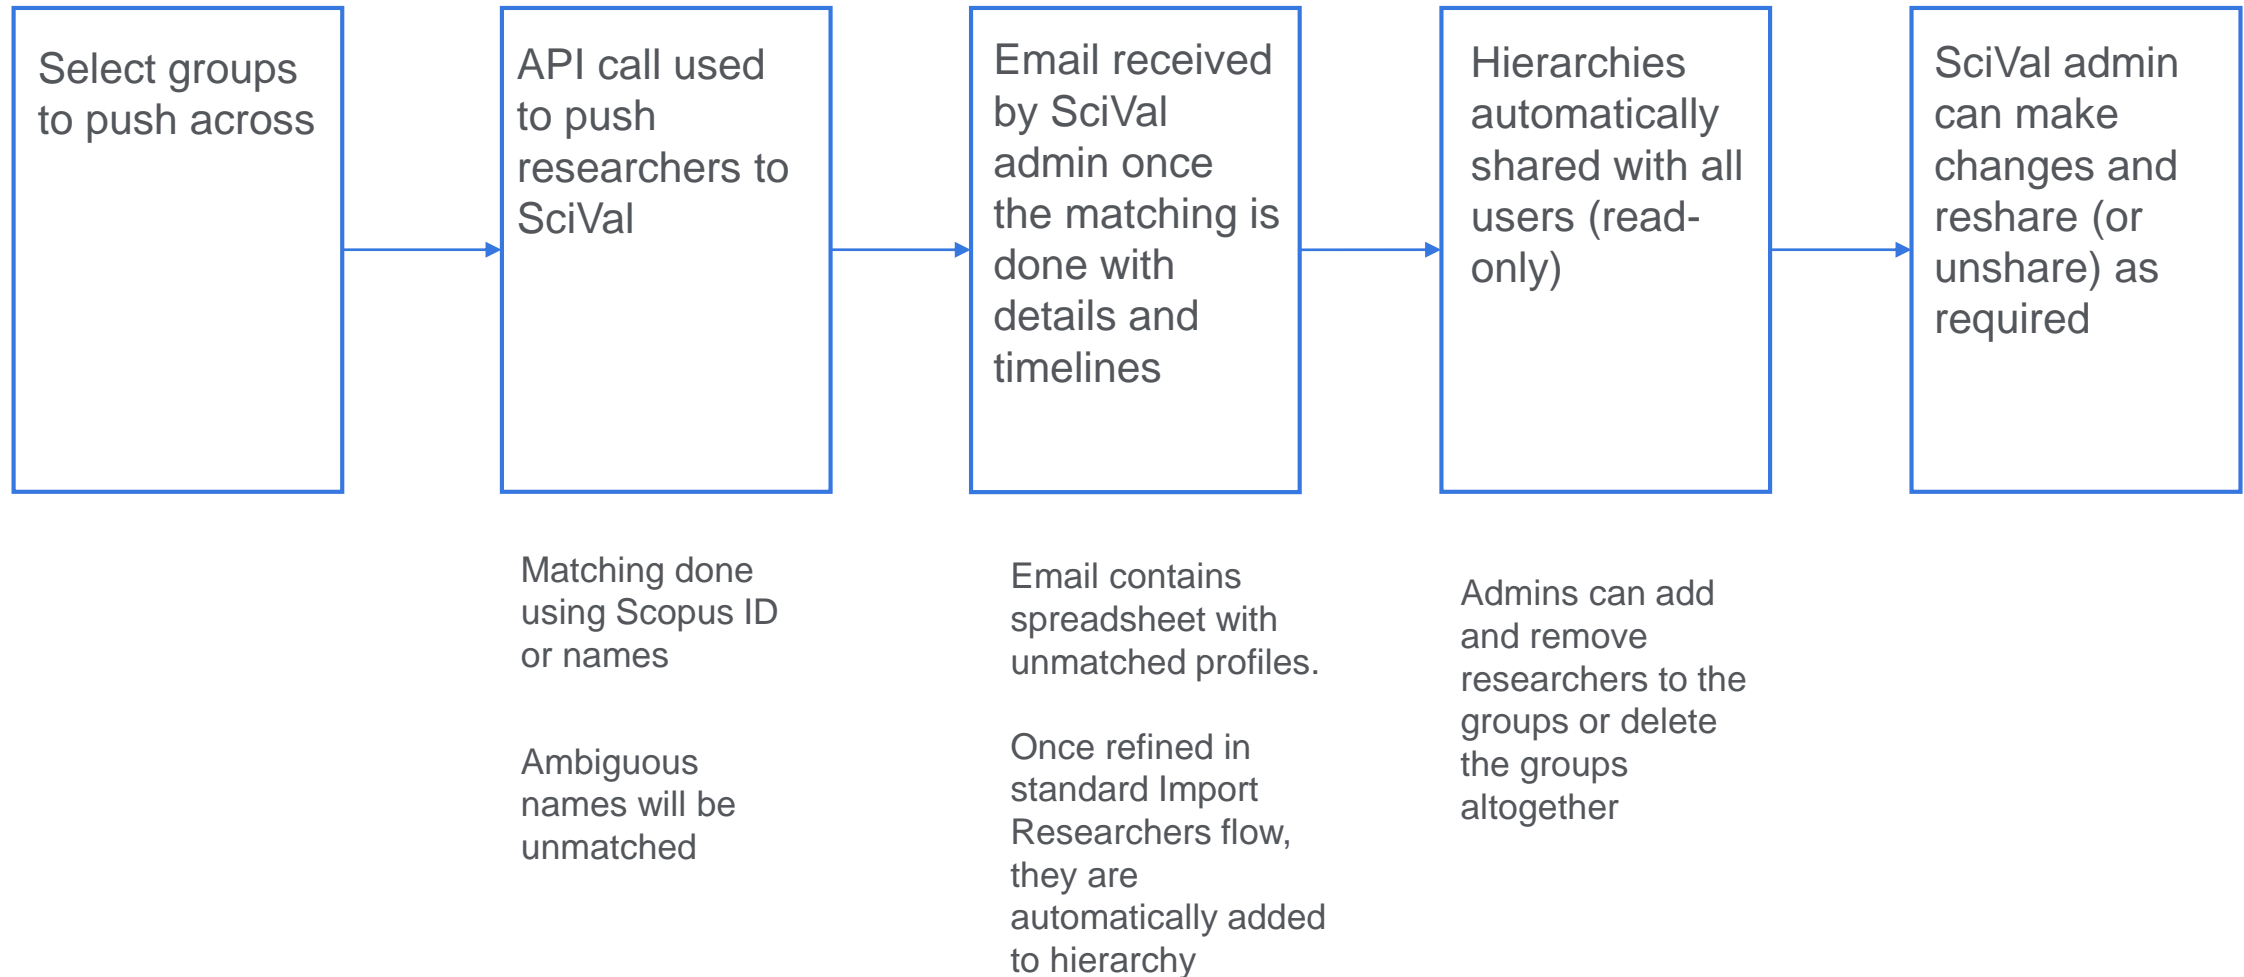 Select groups
to push across
API call used
to push
researchers to
SciVal
Email received
by SciVal
admin once
the matching is
done with
details and
timelines
Hierarchies
automatically
shared with all
users (read-
only)
SciVal admin
can make
changes and
reshare (or
unshare) as
required
Matching done
using Scopus ID
or names
Ambiguous
names will be
unmatched
Email contains
spreadsheet with
unmatched profiles.
Once refined in
standard Import
Researchers flow,
they are
automatically added
to hierarchy
Admins can add
and remove
researchers to the
groups or delete
the groups
altogether